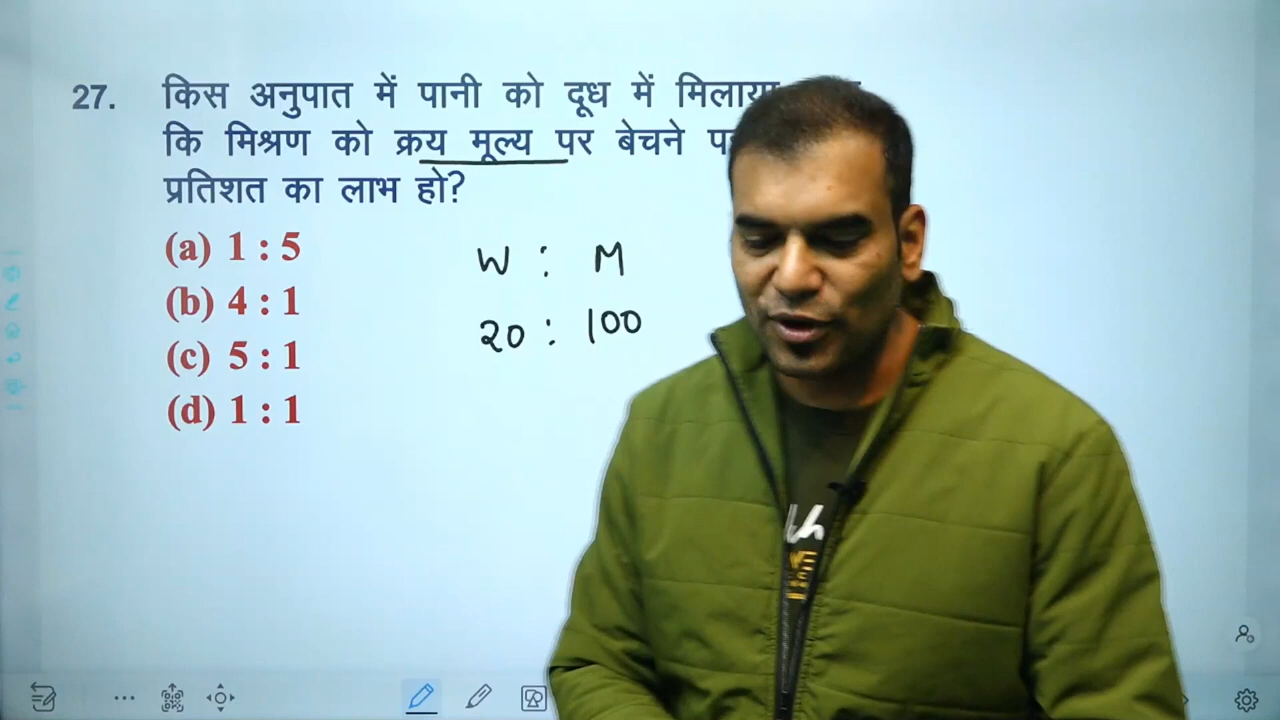 27. किस अनुपात में पानी को दूध में
कि मिश्रण को क्रय मूल्य पर बेचने
प्रतिशत का लाभ हो?
(a) 1 : 5
(b) 4 : 1
(c) 5 : 1
(d) 1 : 1
W : M
20 : 100